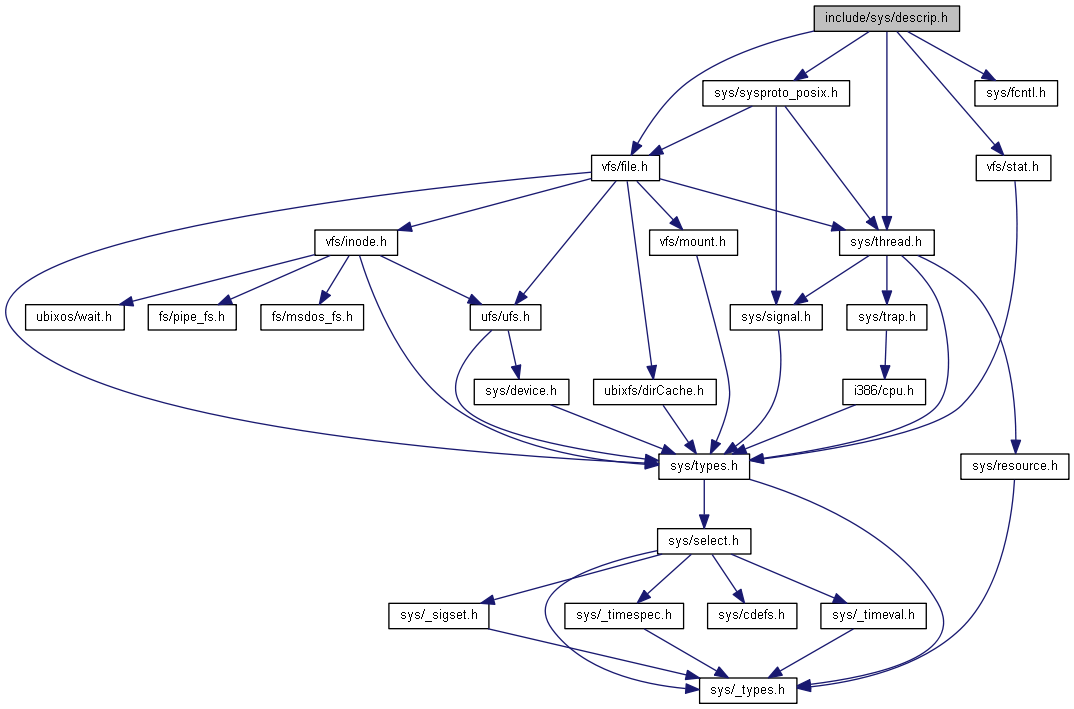 include/sys/descrip.h
sys/sysproto_posix.h
sys/fcntl.h
vfs/file.h
vfs/stat.h
vfs/inode.h
vfs/mount.h
sys/thread.h
ubixos/wait.h
fs/pipe_fs.h
fs/msdos_fs.h
ufs/ufs.h
sys/signal.h
sys/trap.h
sys/device.h
ubixfs/dirCache.h
i386/cpu.h
sys/types.h
sys/resource.h
sys/select.h
sys/_sigset.h
sys/_timespec.h
sys/cdefs.h
sys/_timeval.h
sys/_types.h